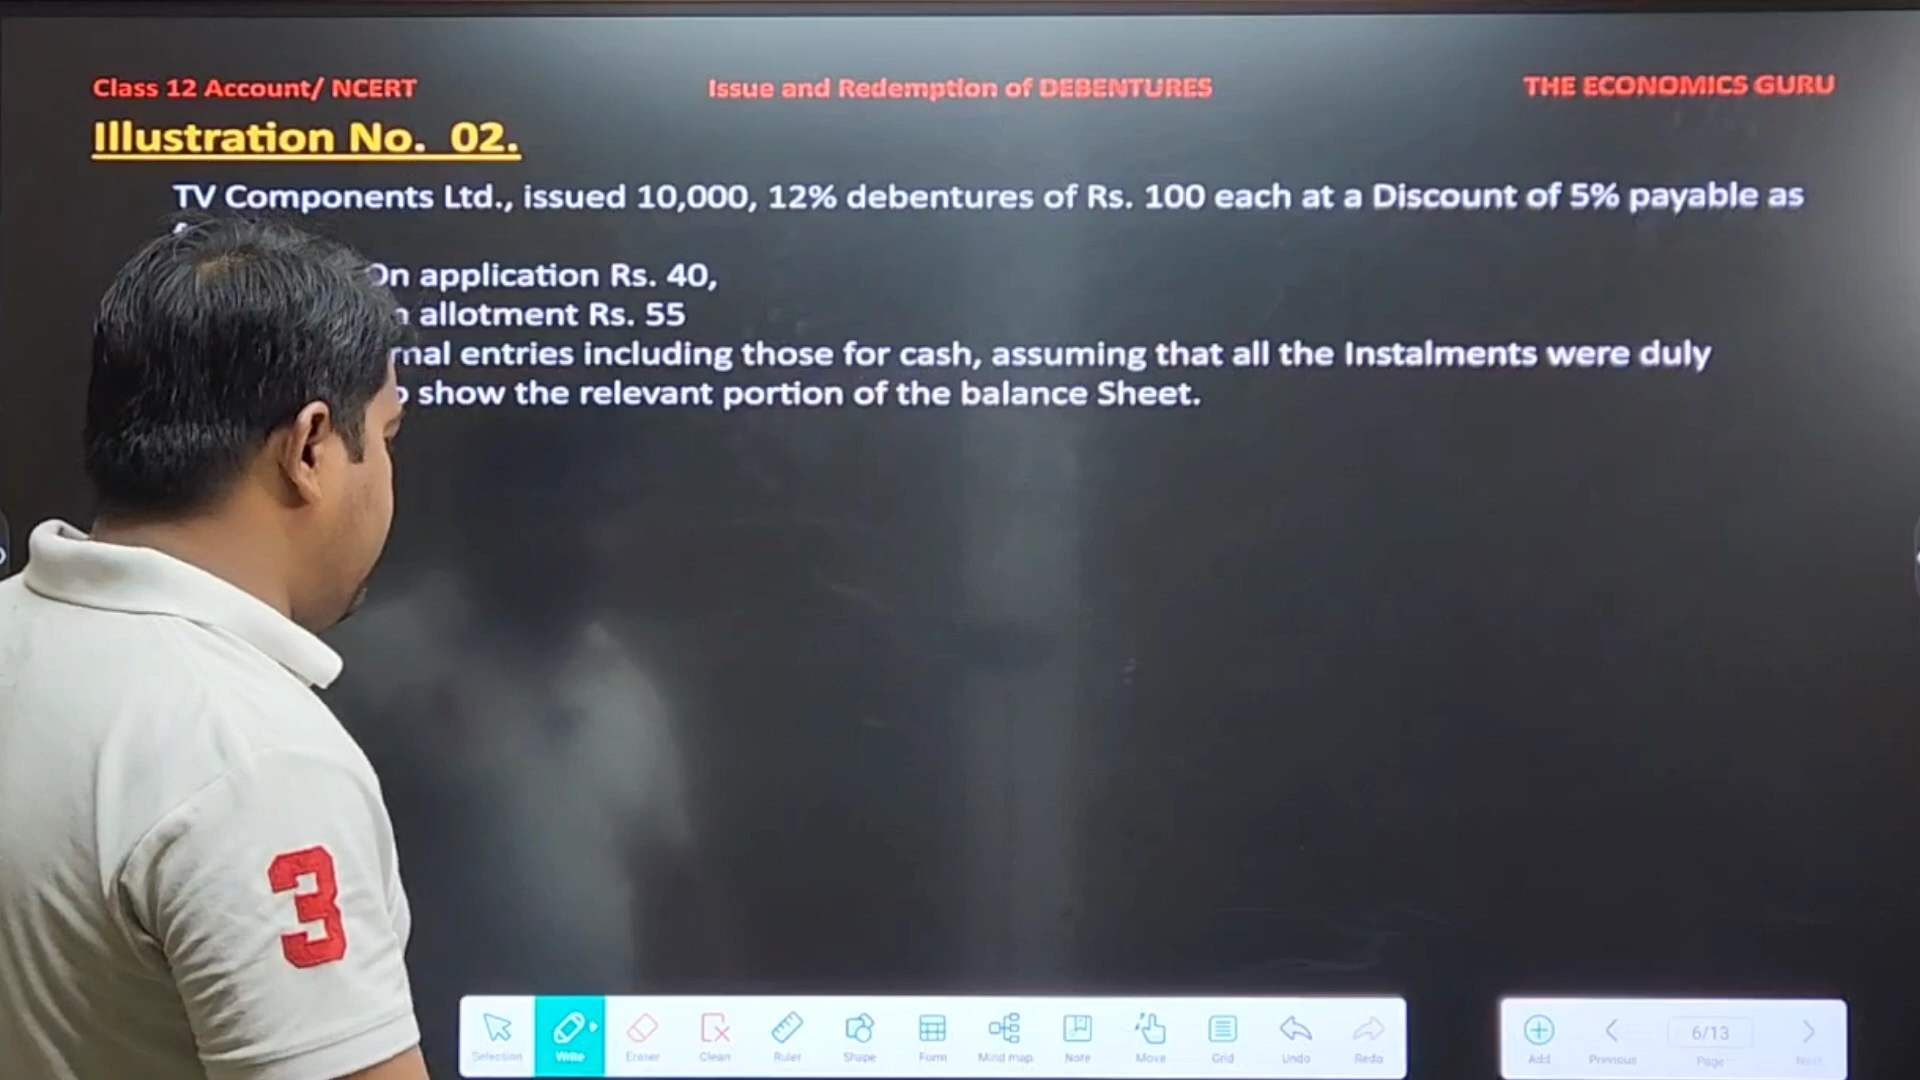 Class 12 Account/ NCERT
Issue and Redemption of DEBENTURES
THE ECONOMICS GURU
Illustration No. 02.
TV Components Ltd., issued 10,000, 12% debentures of Rs. 100 each at a Discount of 5% payable as
On application Rs. 40,
allotment Rs. 55
entries including those for cash, assuming that all the Instalments were duly
show the relevant portion of the balance Sheet.
3
Selection Write Eraser Clean Ruler Shape Form Mind map Note Move Grid Undo Redo
Add Previous 6/13 Page Next